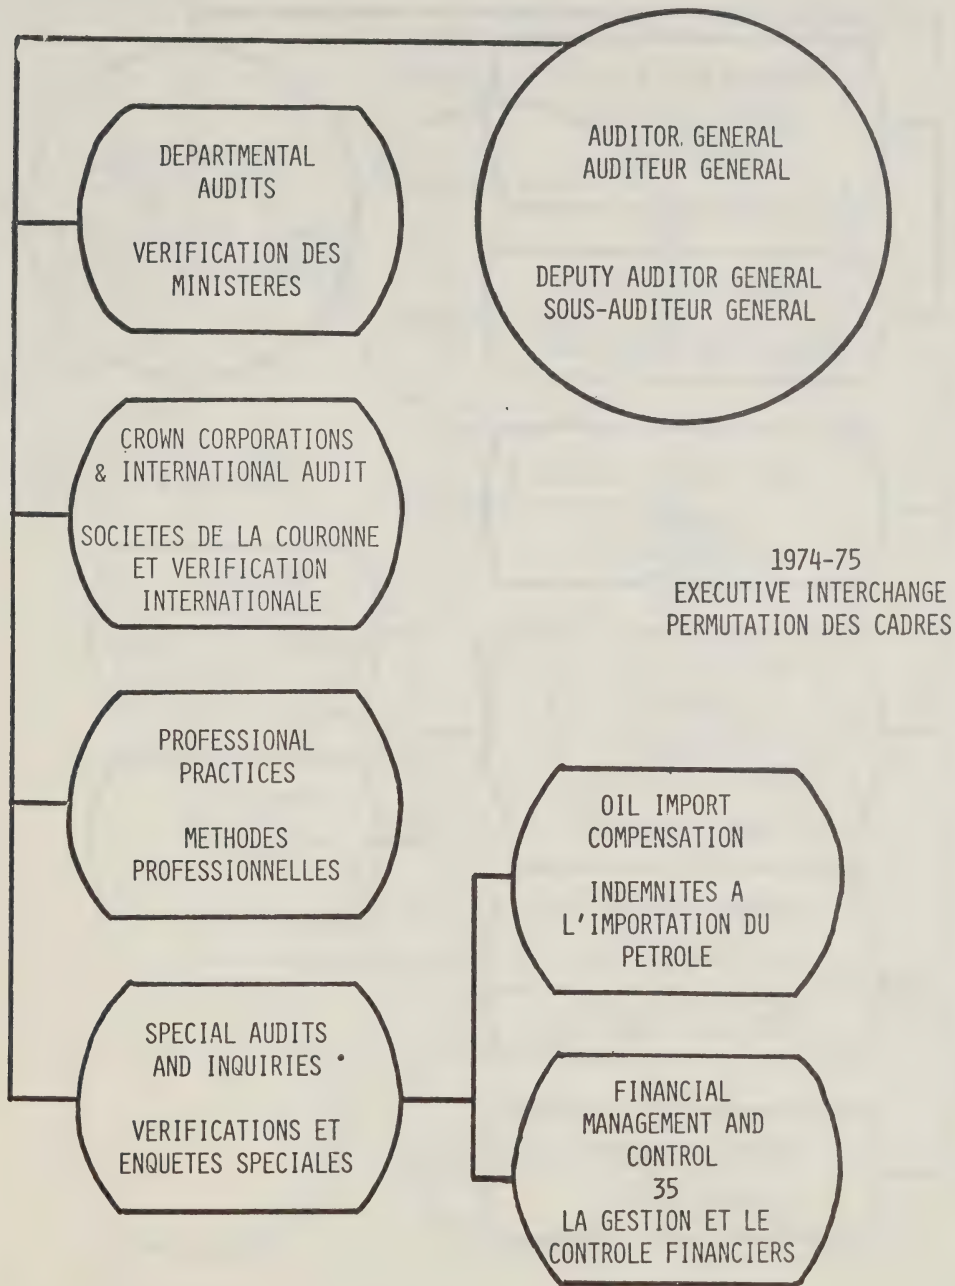 AUDITOR GENERAL
AUDITEUR GENERAL
DEPUTY AUDITOR GENERAL
SOUS-AUDITEUR GENERAL
DEPARTMENTAL
AUDITS
VERIFICATION DES
MINISTERES
CROWN CORPORATIONS
& INTERNATIONAL AUDIT
SOCIETES DE LA COURONNE
ET VERIFICATION
INTERNATIONALE
1974-75
EXECUTIVE INTERCHANGE
PERMUTATION DES CADRES
PROFESSIONAL
PRACTICES
METHODES
PROFESSIONNELLES
OIL IMPORT
COMPENSATION
INDEMNITES A
L'IMPORTATION DU
PETROLE
SPECIAL AUDITS
AND INQUIRIES
VERIFICATIONS ET
ENQUETES SPECIALES
FINANCIAL
MANAGEMENT AND
CONTROL
35
LA GESTION ET LE
CONTROLE FINANCIERS